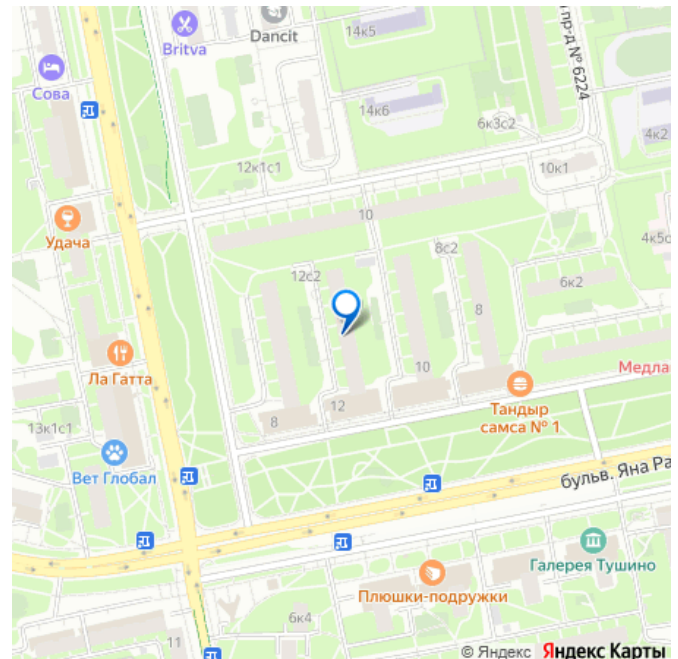 Dancit
14к5
Britva
пр-д № 6224
Сова
14к6
6к3с2
4к2
12к1с1
10к1
10
Удача
4к5с
8с2
12с2
6к2
8
10
Ла Гатта
Медла
12
8
Тандыр
самса № 1
13к1с1
Вет Глобал
бульв. Яна Ра
Галерея Тушино
Плюшки-подружки
6к4
11
© Яндекс Яндекс Карты